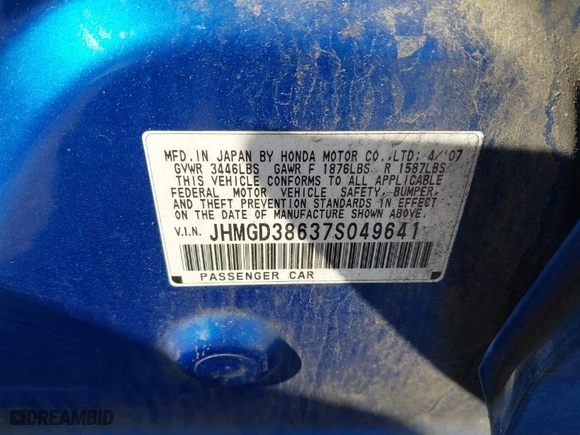 MFD. IN JAPAN BY HONDA MOTOR CO., LTD; 4/'07
GVWR 3446LBS GAWR F 1876LBS R 1587LBS
THIS VEHICLE CONFORMS TO ALL APPLICABLE
FEDERAL MOTOR VEHICLE SAFETY, BUMPER,
AND THEFT PREVENTION STANDARDS IN EFFECT
ON THE DATE OF MANUFACTURE SHOWN ABOVE.
V.I.N. JHMGD38637S049641
PASSENGER CAR
DREAMBID